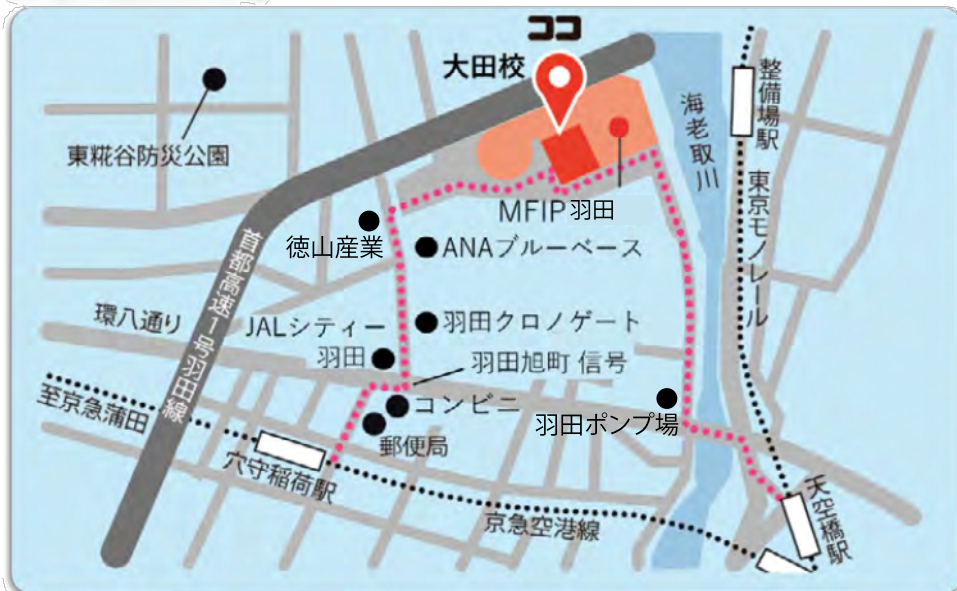 ココ
大田校
東糀谷防災公園
海老取川
整備場駅
東京モノレール
MFIP羽田
徳山産業
ANAブルーベース
首都高速1号羽田線
環八通り
JALシティー
羽田
羽田クロノゲート
羽田旭町 信号
至京急蒲田
コンビニ
郵便局
羽田ポンプ場
穴守稲荷駅
京急空港線
天空橋駅